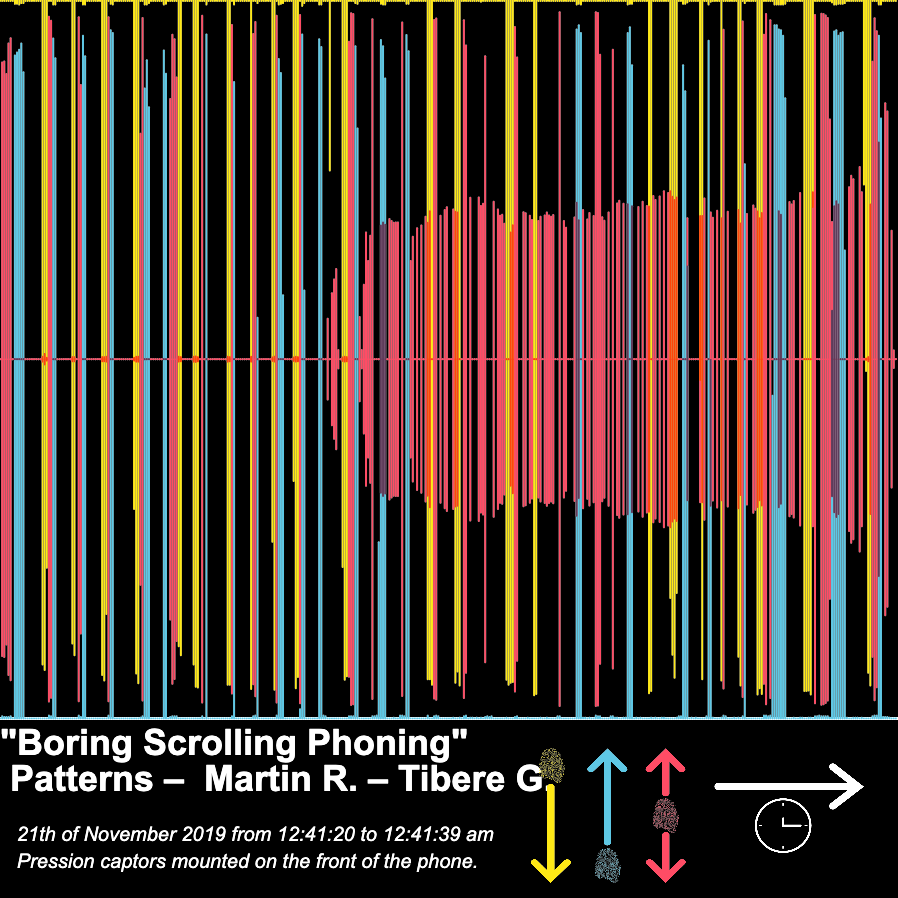 "Boring Scrolling Phoning"
Patterns – Martin R. – Tibere G.
21th of November 2019 from 12:41:20 to 12:41:39 am
Pression captors mounted on the front of the phone.